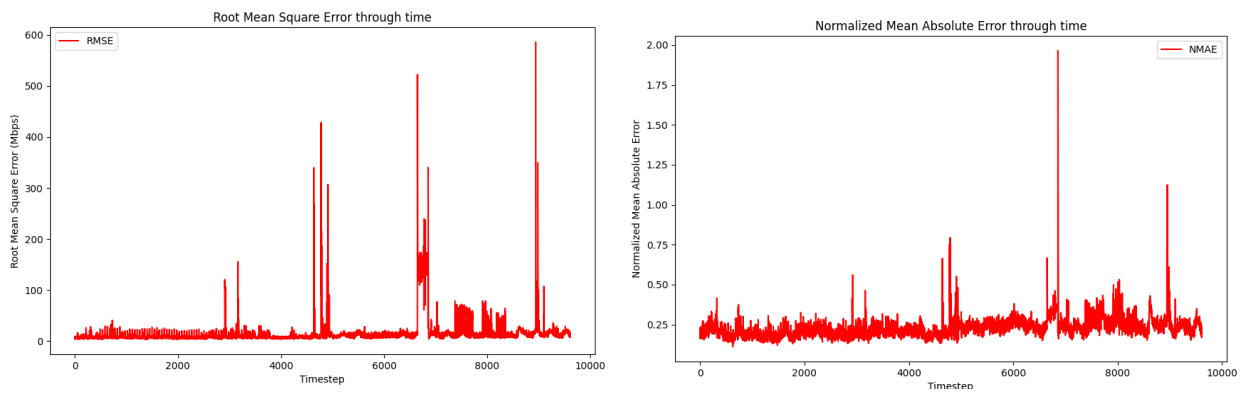 Root Mean Square Error through time
RMSE
Root Mean Square Error (Mbps)
600
500
400
300
200
100
0
0 2000 4000 6000 8000 10000
Timestep
Normalized Mean Absolute Error through time
NMAE
Normalized Mean Absolute Error
2.00
1.75
1.50
1.25
1.00
0.75
0.50
0.25
0 2000 4000 6000 8000 10000
Timestep